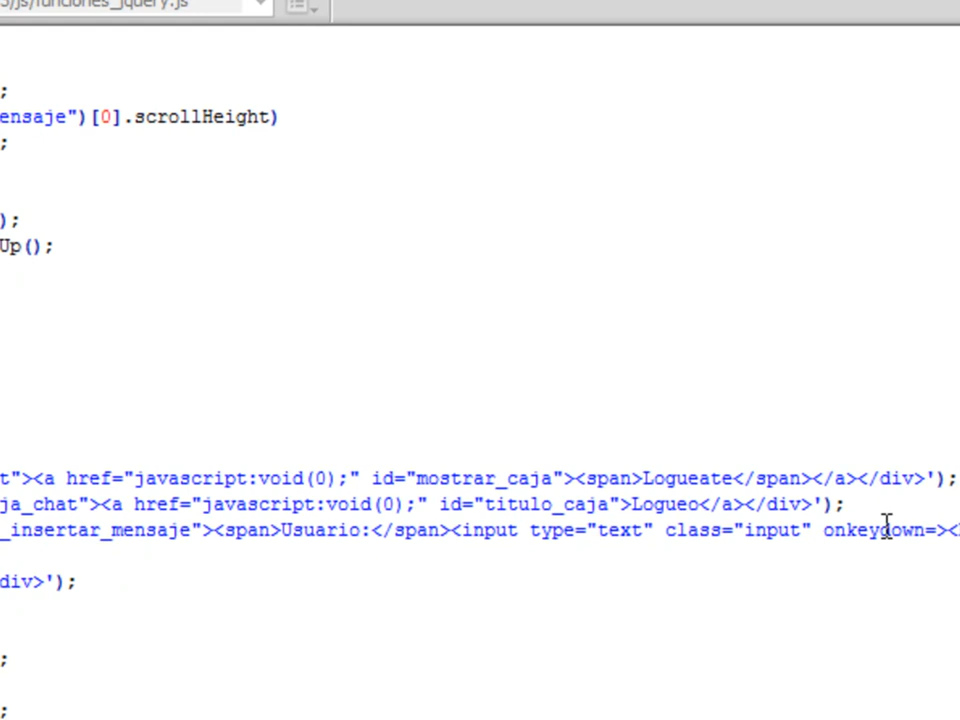 5/js/funciones_jquery.js
;
ensaje")[0].scrollHeight)
;
);
Up();
t"><a href="javascript:void(0);" id="mostrar_caja"><span>Logueate</span></a></div>');
ja_chat"><a href="javascript:void(0);" id="titulo_caja">Logueo</a></div>');
_insertar_mensaje"><span>Usuario:</span><input type="text" class="input" onkeydown=><
div>');
;
;